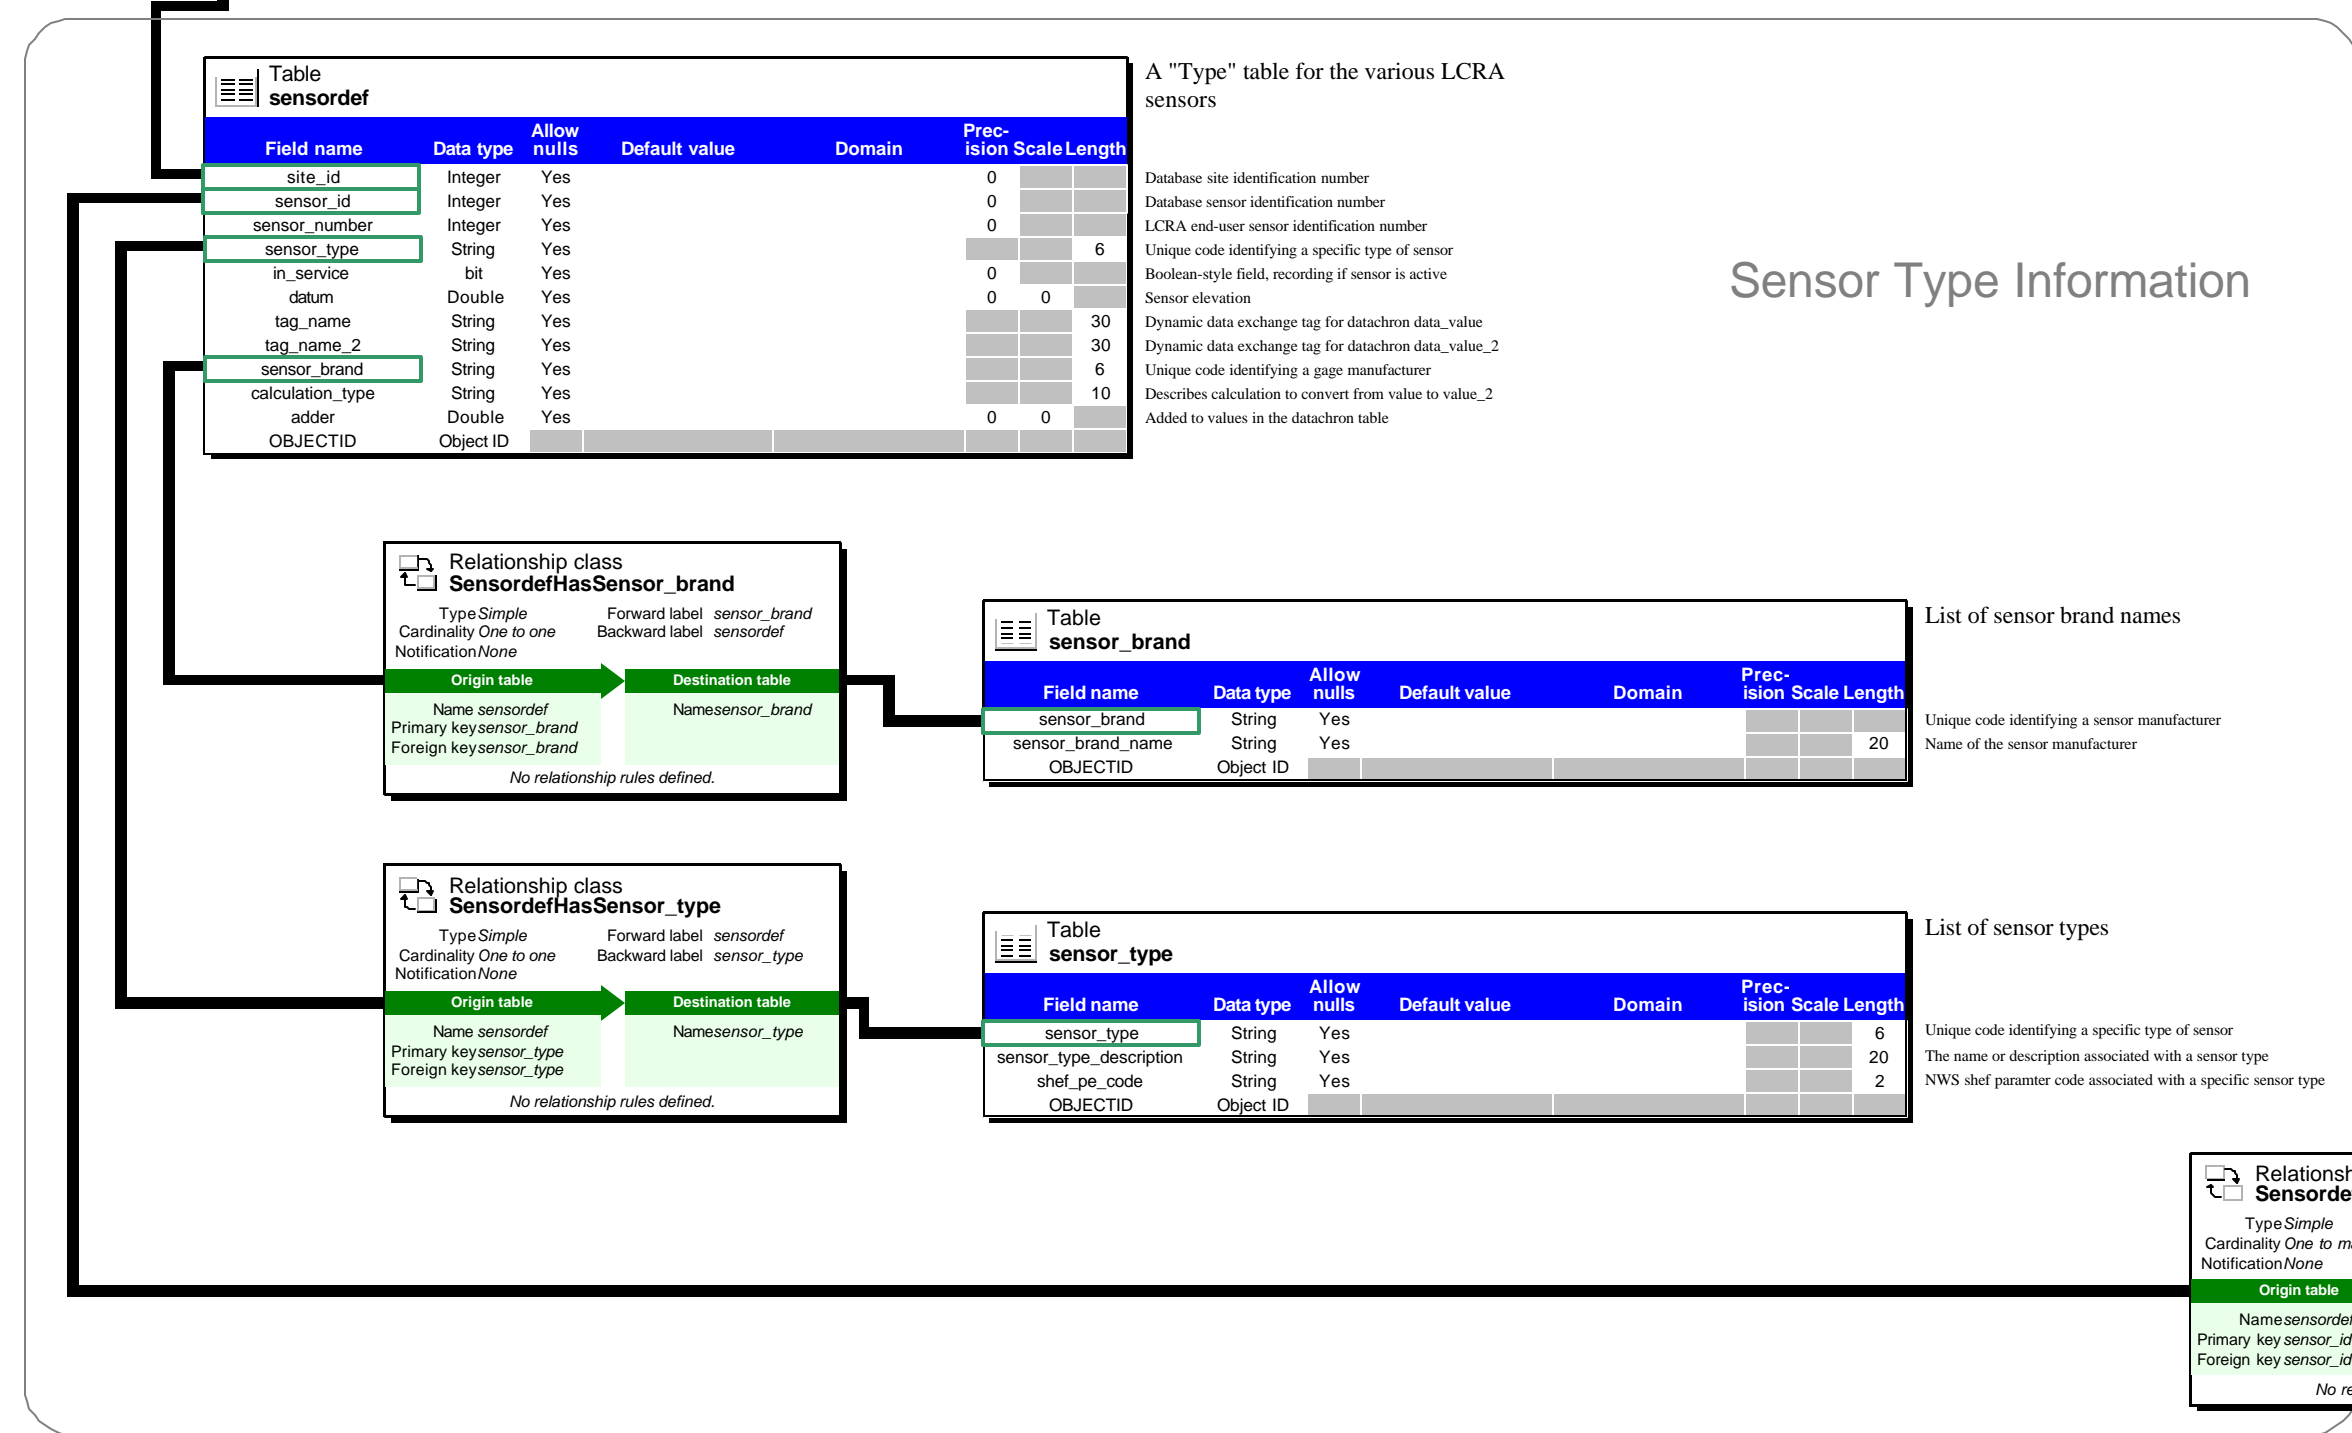 Table
sensordef
A "Type" table for the various LCRA
sensors
Field name Data type Allow nulls Default value Domain Prec-ision Scale Length
site_id Integer Yes 0 Database site identification number
sensor_id Integer Yes 0 Database sensor identification number
sensor_number Integer Yes 0 LCRA end-user sensor identification number
sensor_type String Yes 6 Unique code identifying a specific type of sensor
in_service bit Yes 0 Boolean-style field, recording if sensor is active
datum Double Yes 0 0 Sensor elevation
tag_name String Yes 30 Dynamic data exchange tag for datachron data_value
tag_name_2 String Yes 30 Dynamic data exchange tag for datachron data_value_2
sensor_brand String Yes 6 Unique code identifying a gage manufacturer
calculation_type String Yes 10 Describes calculation to convert from value to value_2
adder Double Yes 0 0 Added to values in the datachron table
OBJECTID Object ID
Sensor Type Information
Relationship class
SensordefHasSensor_brand
Type Simple Forward label sensor_brand
Cardinality One to one Backward label sensordef
Notification None
Origin table Destination table
Name sensordef Name sensor_brand
Primary key sensor_brand
Foreign key sensor_brand
No relationship rules defined.
Table
sensor_brand
List of sensor brand names
Field name Data type Allow nulls Default value Domain Prec-ision Scale Length
sensor_brand String Yes Unique code identifying a sensor manufacturer
sensor_brand_name String Yes 20 Name of the sensor manufacturer
OBJECTID Object ID
Relationship class
SensordefHasSensor_type
Type Simple Forward label sensordef
Cardinality One to one Backward label sensor_type
Notification None
Origin table Destination table
Name sensordef Name sensor_type
Primary key sensor_type
Foreign key sensor_type
No relationship rules defined.
Table
sensor_type
List of sensor types
Field name Data type Allow nulls Default value Domain Prec-ision Scale Length
sensor_type String Yes 6 Unique code identifying a specific type of sensor
sensor_type_description String Yes 20 The name or description associated with a sensor type
shef_pe_code String Yes 2 NWS shef paramter code associated with a specific sensor type
OBJECTID Object ID
Relationsh
Sensorde
Type Simple
Cardinality One to m
Notification None
Origin table
Name sensordef
Primary key sensor_id
Foreign key sensor_id
No re